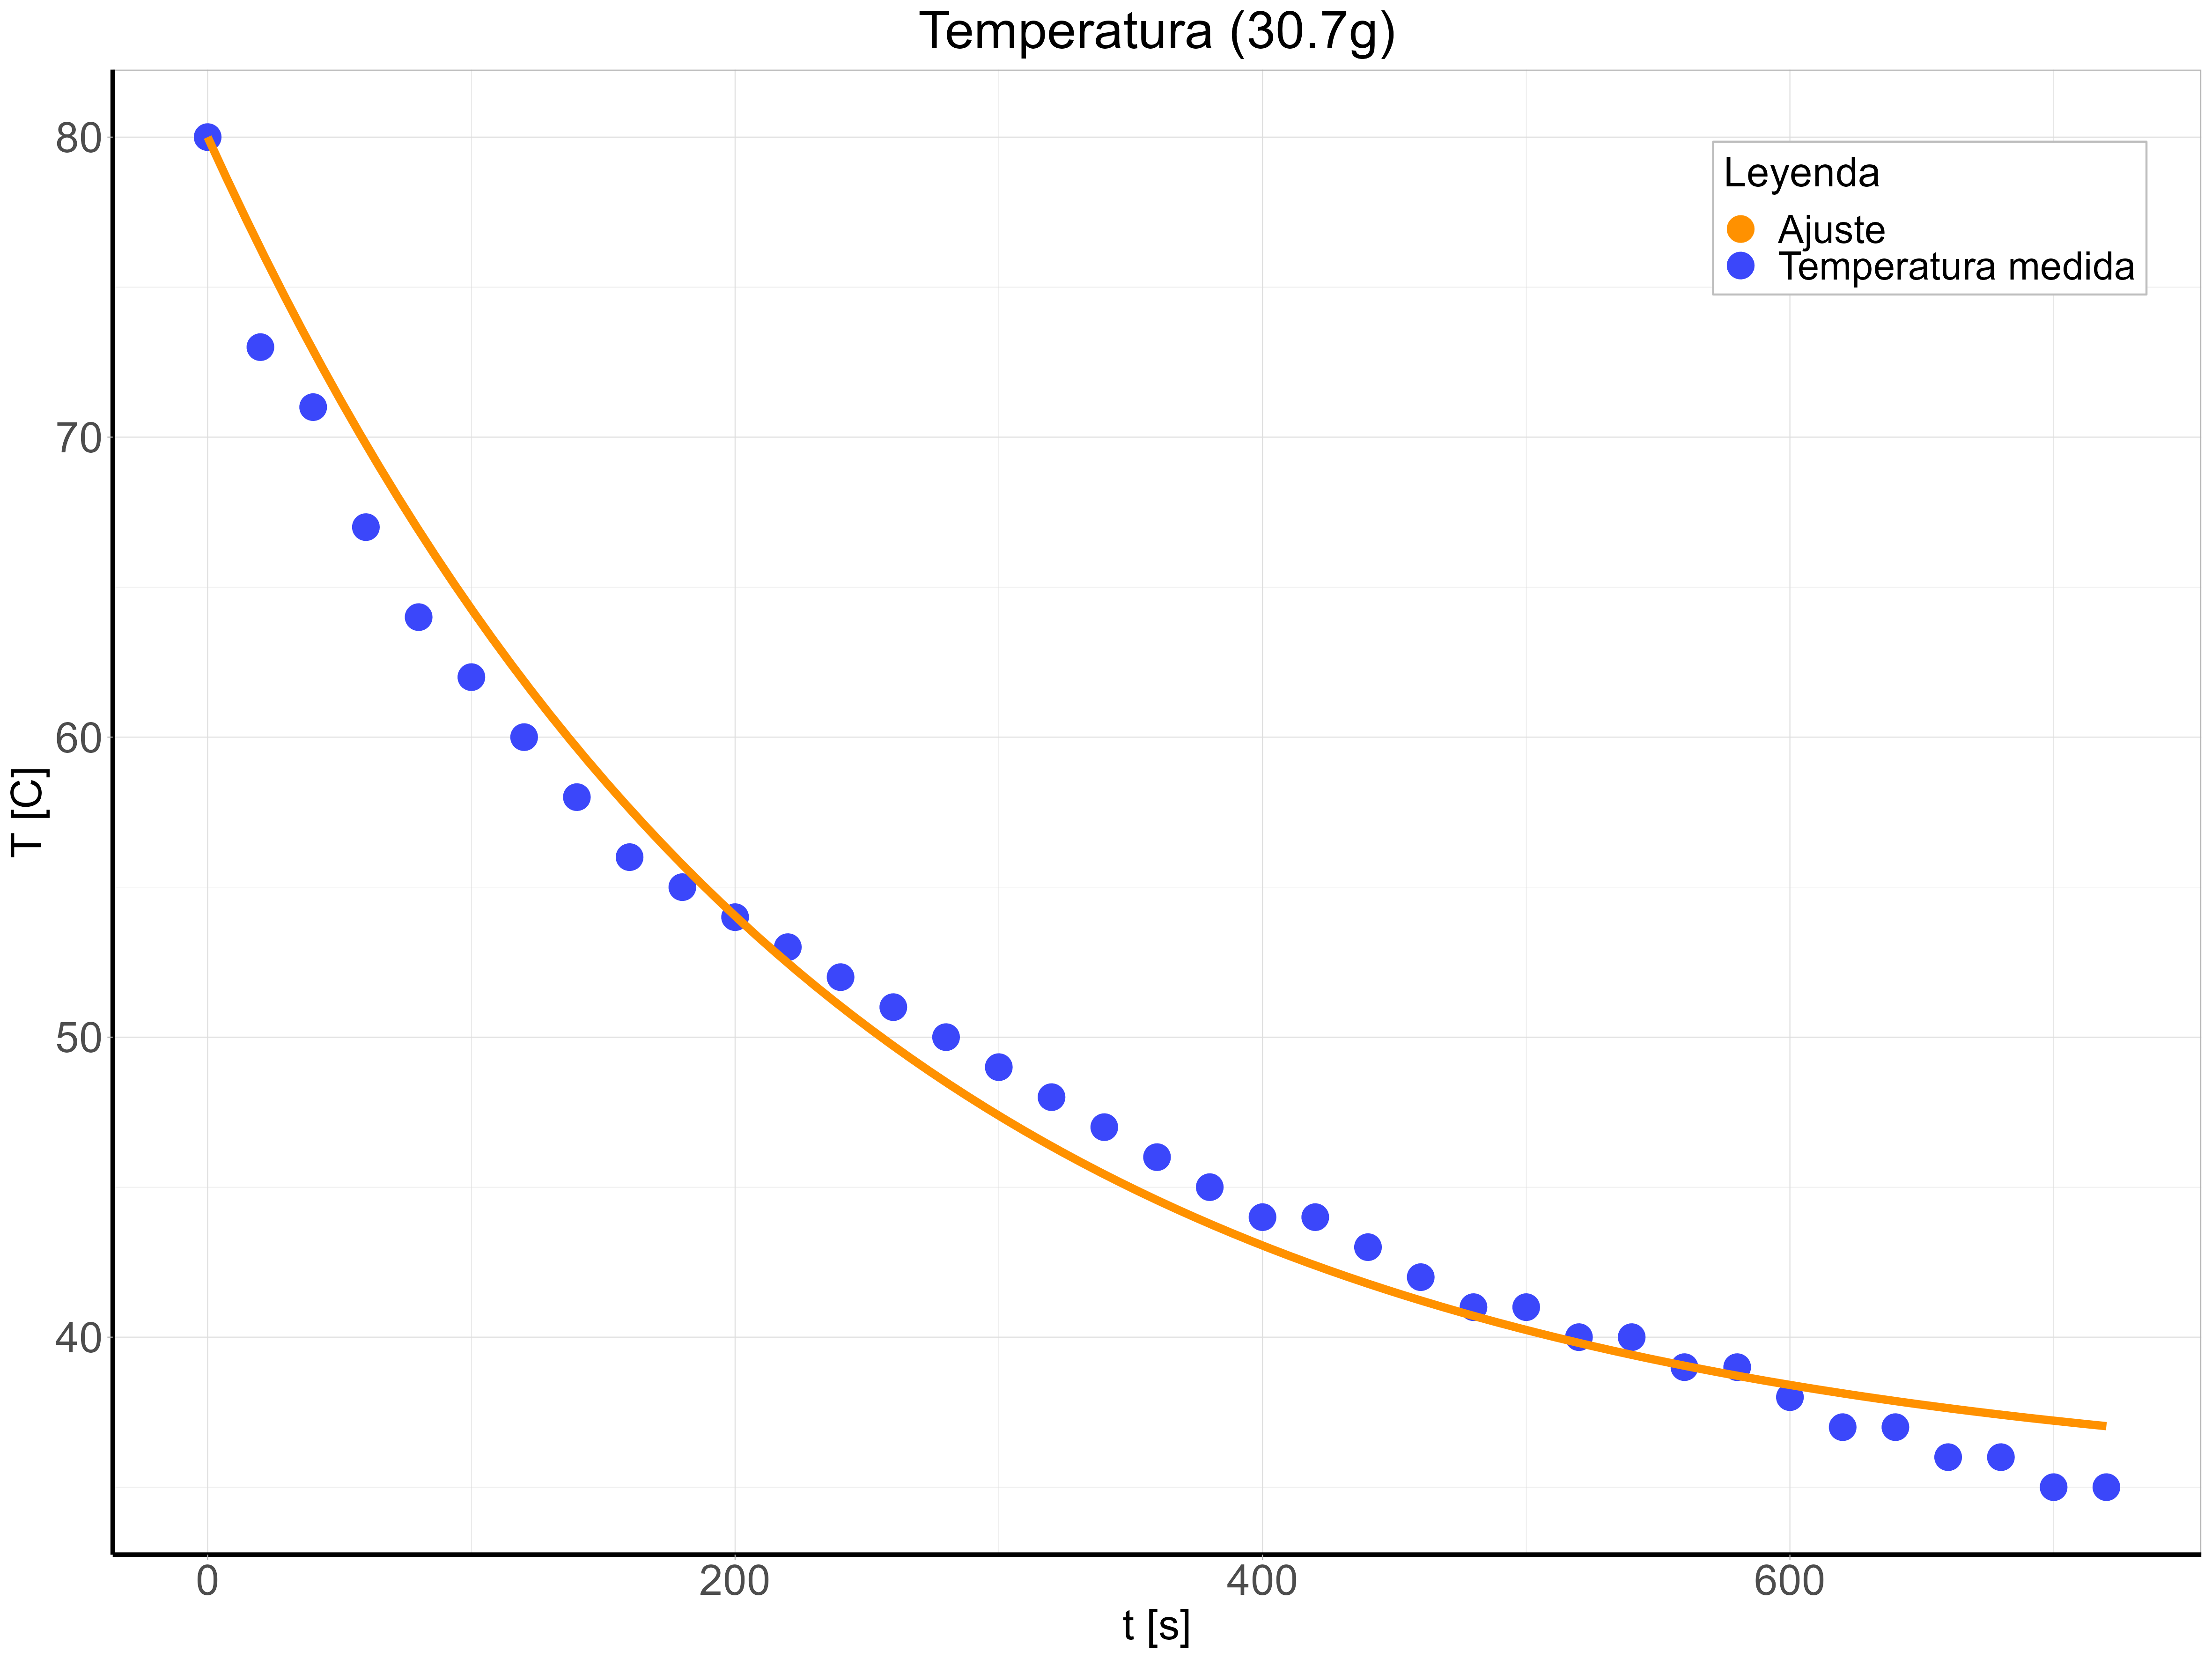 Temperatura (30.7g)
Leyenda
Ajuste
Temperatura medida
80
70
60
50
40
T [C]
0 200 400 600
t [s]